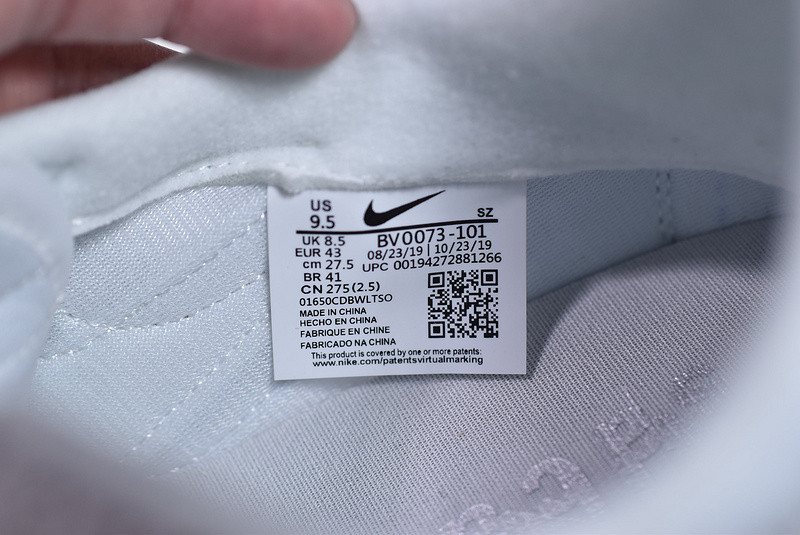 US
9.5
SZ
UK 8.5
BV0073-101
EUR 43
08/23/19 | 10/23/19
cm 27.5
UPC 00194272881266
BR 41
CN 275(2.5)
01650CDBWLTSO
MADE IN CHINA
HECHO EN CHINA
FABRIQUE EN CHINE
FABRICADO NA CHINA
This product is covered by one or more patents:
www.nike.com/patentsvirtualmarking